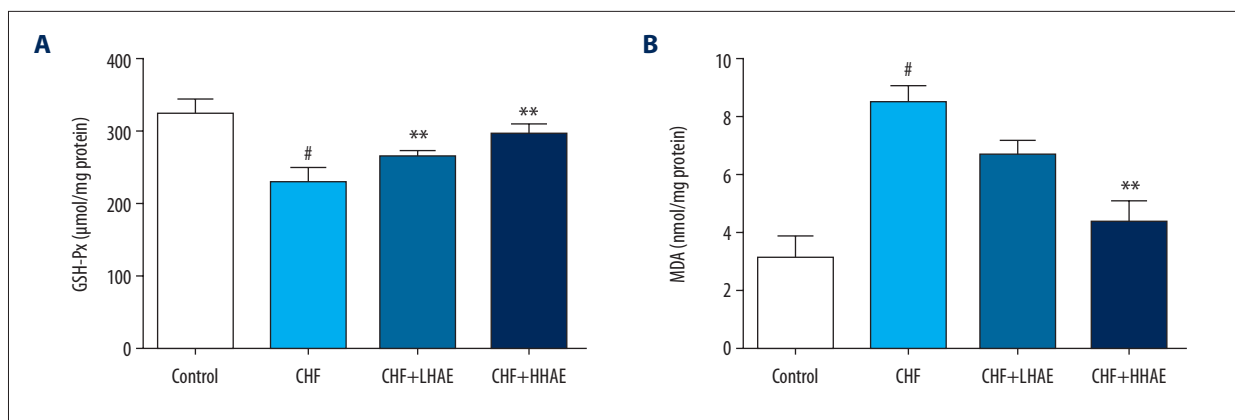 A
GSH-Px (µmol/mg protein)
400
300
200
100
0
#
**
**
Control
CHF
CHF+LHAE
CHF+HHAE
B
MDA (nmol/mg protein)
10
8
6
4
2
0
#
**
Control
CHF
CHF+LHAE
CHF+HHAE